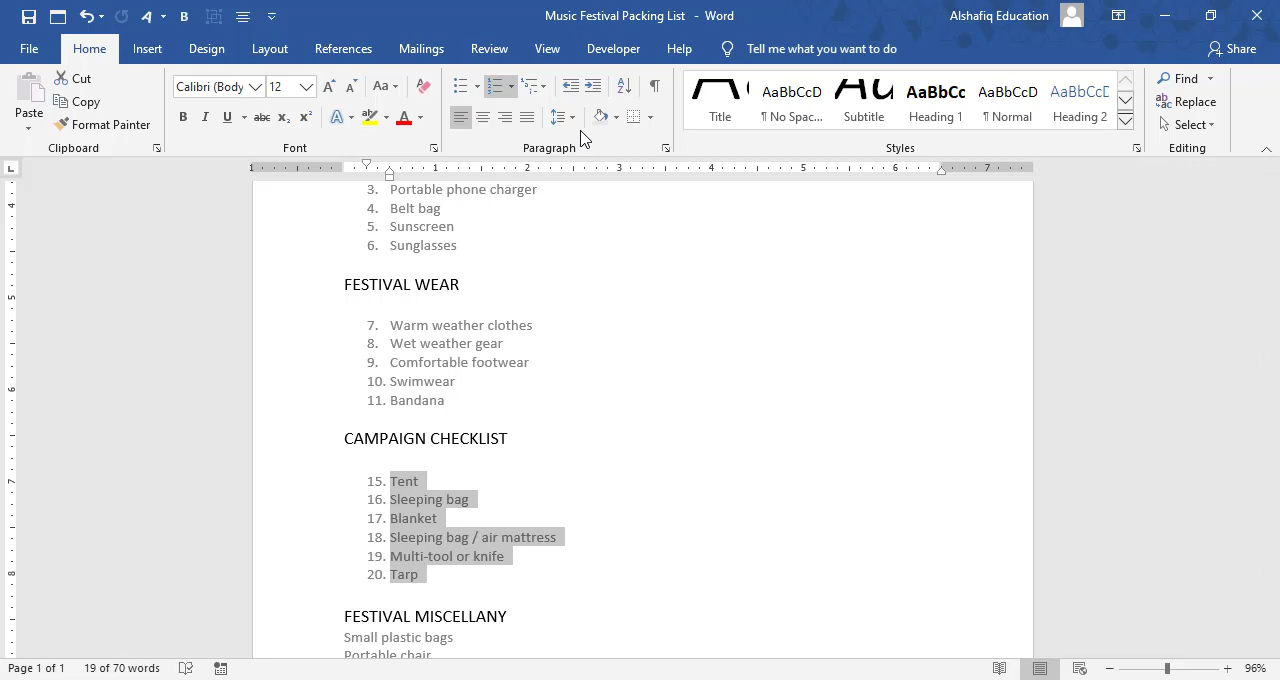 Music Festival Packing List - Word
Alshafiq Education
File Home Insert Design Layout References Mailings Review View Developer Help Tell me what you want to do Share
Paste
Cut
Copy
Format Painter
Clipboard
Calibri (Body 12
Font
Paragraph
AaBbCcD AaBbCc AaBbCcD AaBbCcD
Title ¶ No Spac... Subtitle Heading 1 ¶ Normal Heading 2
Styles
Find
Replace
Select
Editing
3. Portable phone charger
4. Belt bag
5. Sunscreen
6. Sunglasses
FESTIVAL WEAR
7. Warm weather clothes
8. Wet weather gear
9. Comfortable footwear
10. Swimwear
11. Bandana
CAMPAIGN CHECKLIST
15. Tent
16. Sleeping bag
17. Blanket
18. Sleeping bag / air mattress
19. Multi-tool or knife
20. Tarp
FESTIVAL MISCELLANY
Small plastic bags
Portable chair
Page 1 of 1 19 of 70 words 96%